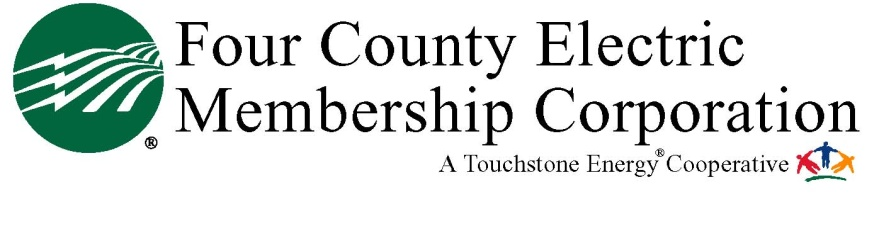 Four County Electric
Membership Corporation
®
A Touchstone Energy® Cooperative